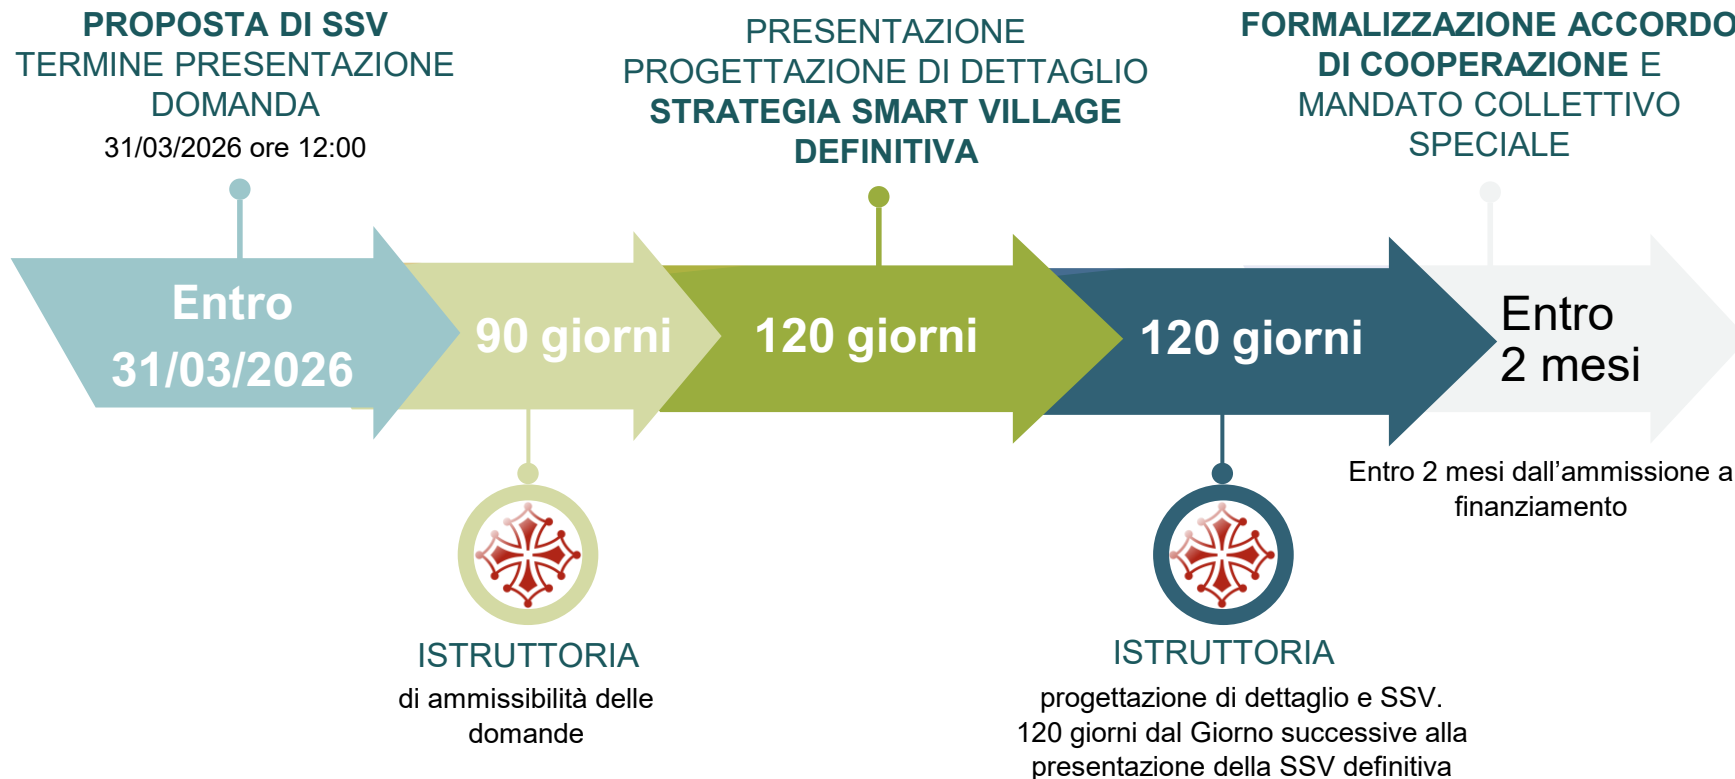 PROPOSTA DI SSV
TERMINE PRESENTAZIONE
DOMANDA
31/03/2026 ore 12:00
PRESENTAZIONE
PROGETTAZIONE DI DETTAGLIO
STRATEGIA SMART VILLAGE
DEFINITIVA
FORMALIZZAZIONE ACCORDO
DI COOPERAZIONE E
MANDATO COLLETTIVO
SPECIALE
Entro
31/03/2026
90 giorni
120 giorni
120 giorni
Entro
2 mesi
Entro 2 mesi dall’ammissione a
finanziamento
ISTRUTTORIA
di ammissibilità delle
domande
ISTRUTTORIA
progettazione di dettaglio e SSV.
120 giorni dal Giorno successive alla
presentazione della SSV definitiva